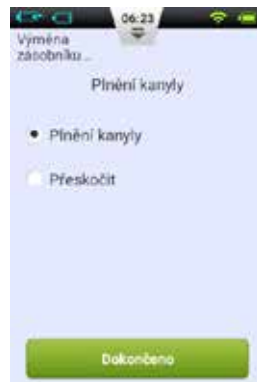 06:23
Výměna
zásobníku ...
Plnění kanyly
Plnění kanyly
Přeskočit
Dokončeno